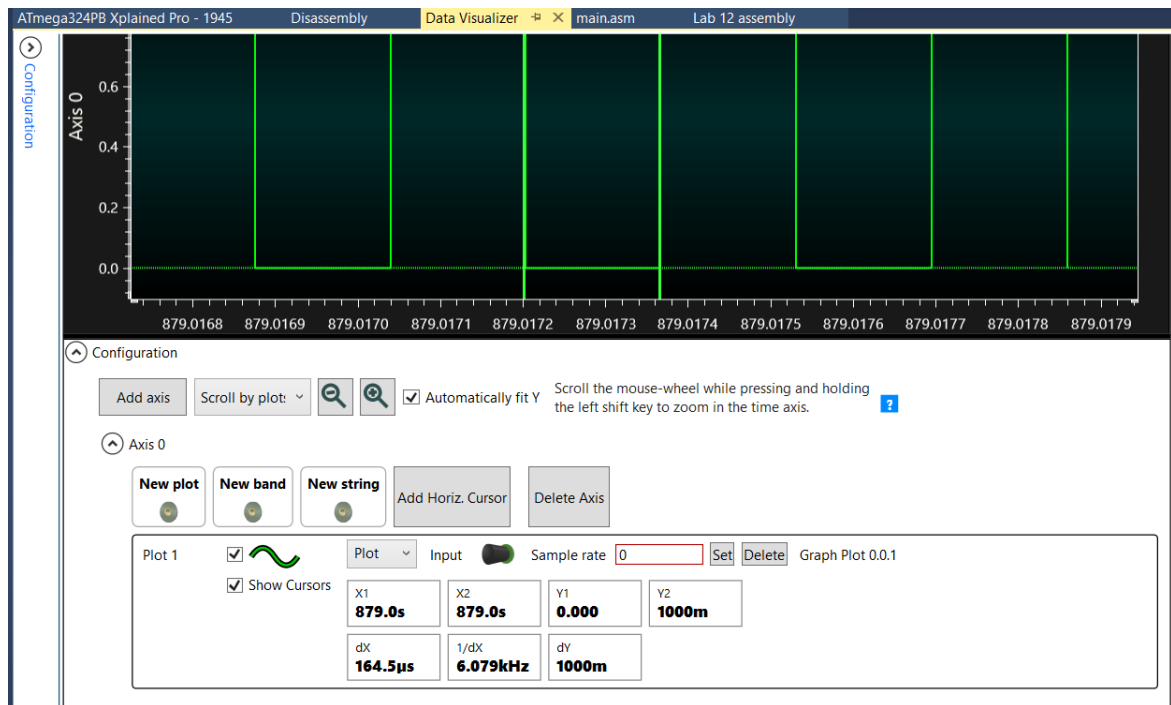 ATmega324PB Xplained Pro - 1945 Disassembly Data Visualizer main.asm Lab 12 assembly
Configuration
Axis 0
0.6
0.4
0.2
0.0
879.0168 879.0169 879.0170 879.0171 879.0172 879.0173 879.0174 879.0175 879.0176 879.0177 879.0178 879.0179
Configuration
Add axis Scroll by plot: Automatically fit Y Scroll the mouse-wheel while pressing and holding
the left shift key to zoom in the time axis. ?
Axis 0
New plot New band New string Add Horiz. Cursor Delete Axis
Plot 1 Plot Input Sample rate 0 Set Delete Graph Plot 0.0.1
Show Cursors
X1 X2 Y1 Y2
879.0s 879.0s 0.000 1000m
dX 1/dX dY
164.5µs 6.079kHz 1000m